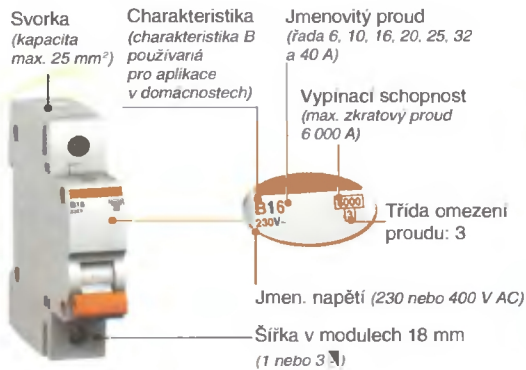 Svorka
(kapacita
max. 25 mm²)
Charakteristika
(charakteristika B
používaná
pro aplikace
v domácnostech)
Jmenovitý proud
(řada 6, 10, 16, 20, 25, 32
a 40 A)
Vypínací schopnost
(max. zkratový proud
6 000 A)
B16
B16
230V~
6000
3
Třída omezení
proudu: 3
Jmen. napětí (230 nebo 400 V AC)
Šířka v modulech 18 mm
(1 nebo 3)